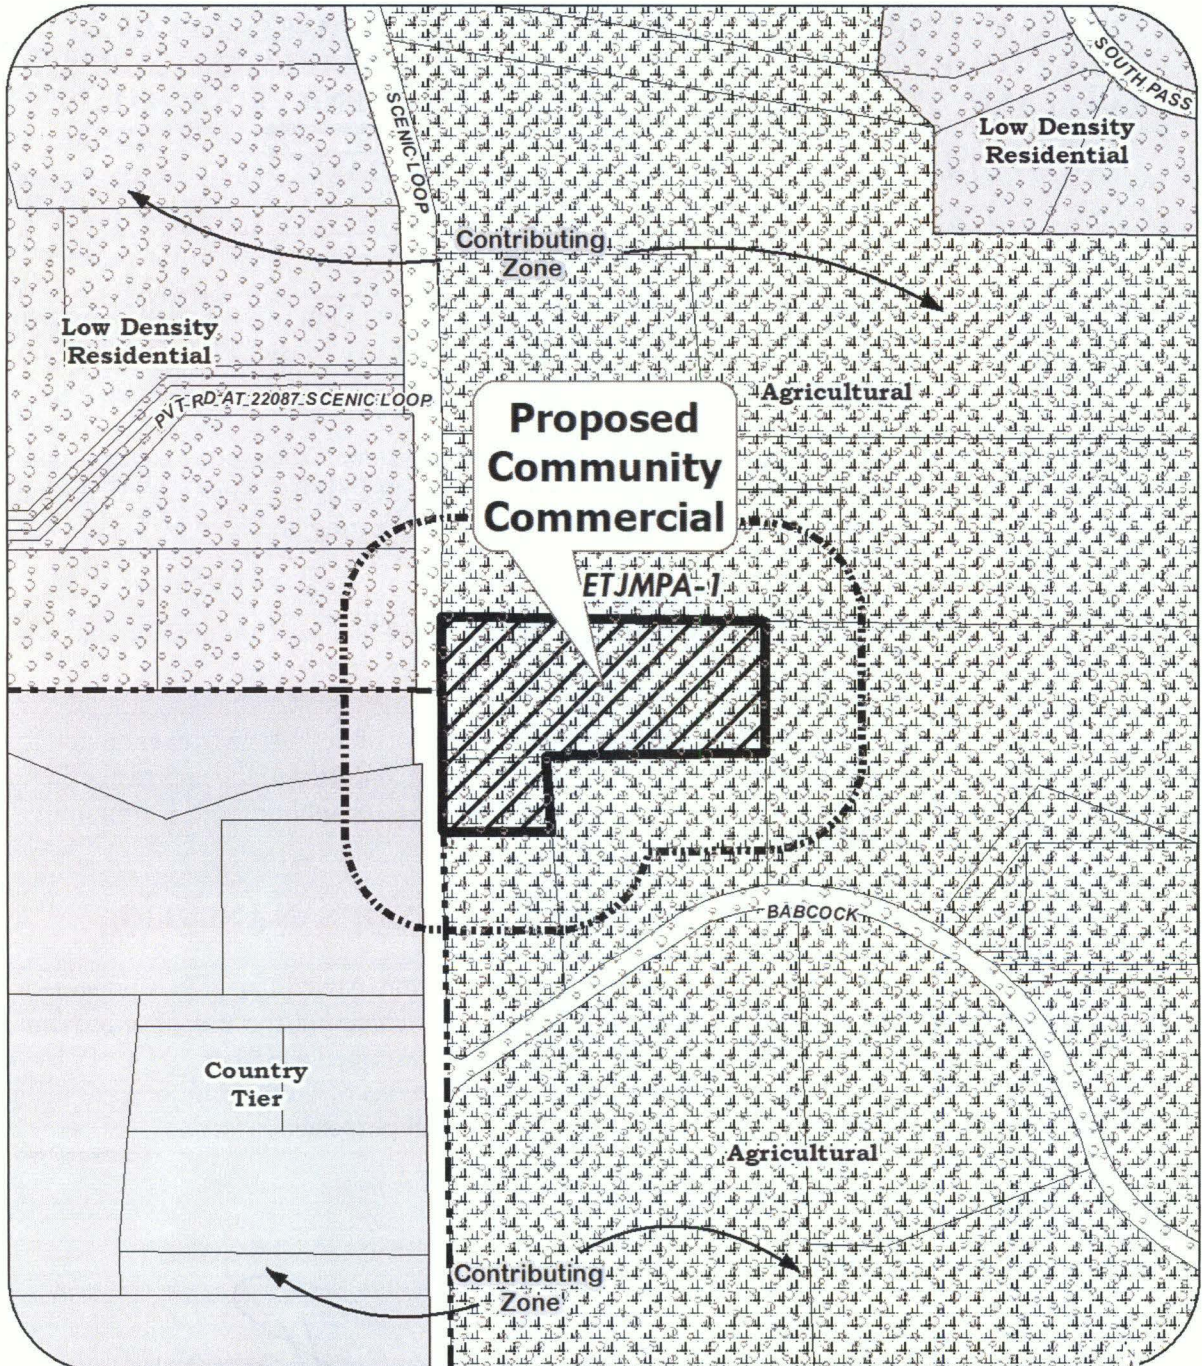 SOUTH PASS
SCENIC LOOP
Low Density
Residential
Contributing
Zone
Low Density
Residential
PVT RD AT 22087 SCENIC LOOP
Agricultural
Proposed
Community
Commercial
ETJMPA-1
BABCOCK
Country
Tier
Agricultural
Contributing
Zone